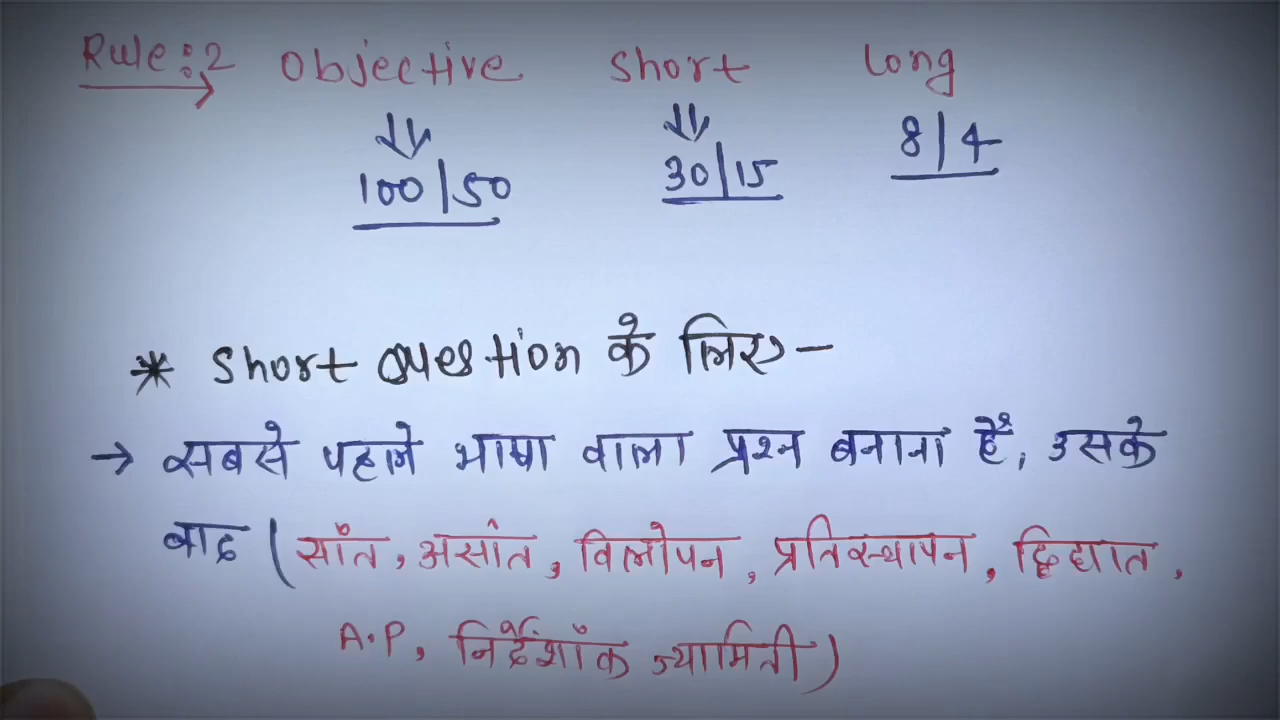 Rule:2 Objective short long
100/50 30/15 8/4
* Short Question के लिए:-
→ सबसे पहले भाषा वाला प्रश्न बनाना है, उसके
बाद (साँत, असांत, विलोपन, प्रतिस्थापन, द्विघात,
A.P, निर्देशाँक ज्यामिती)